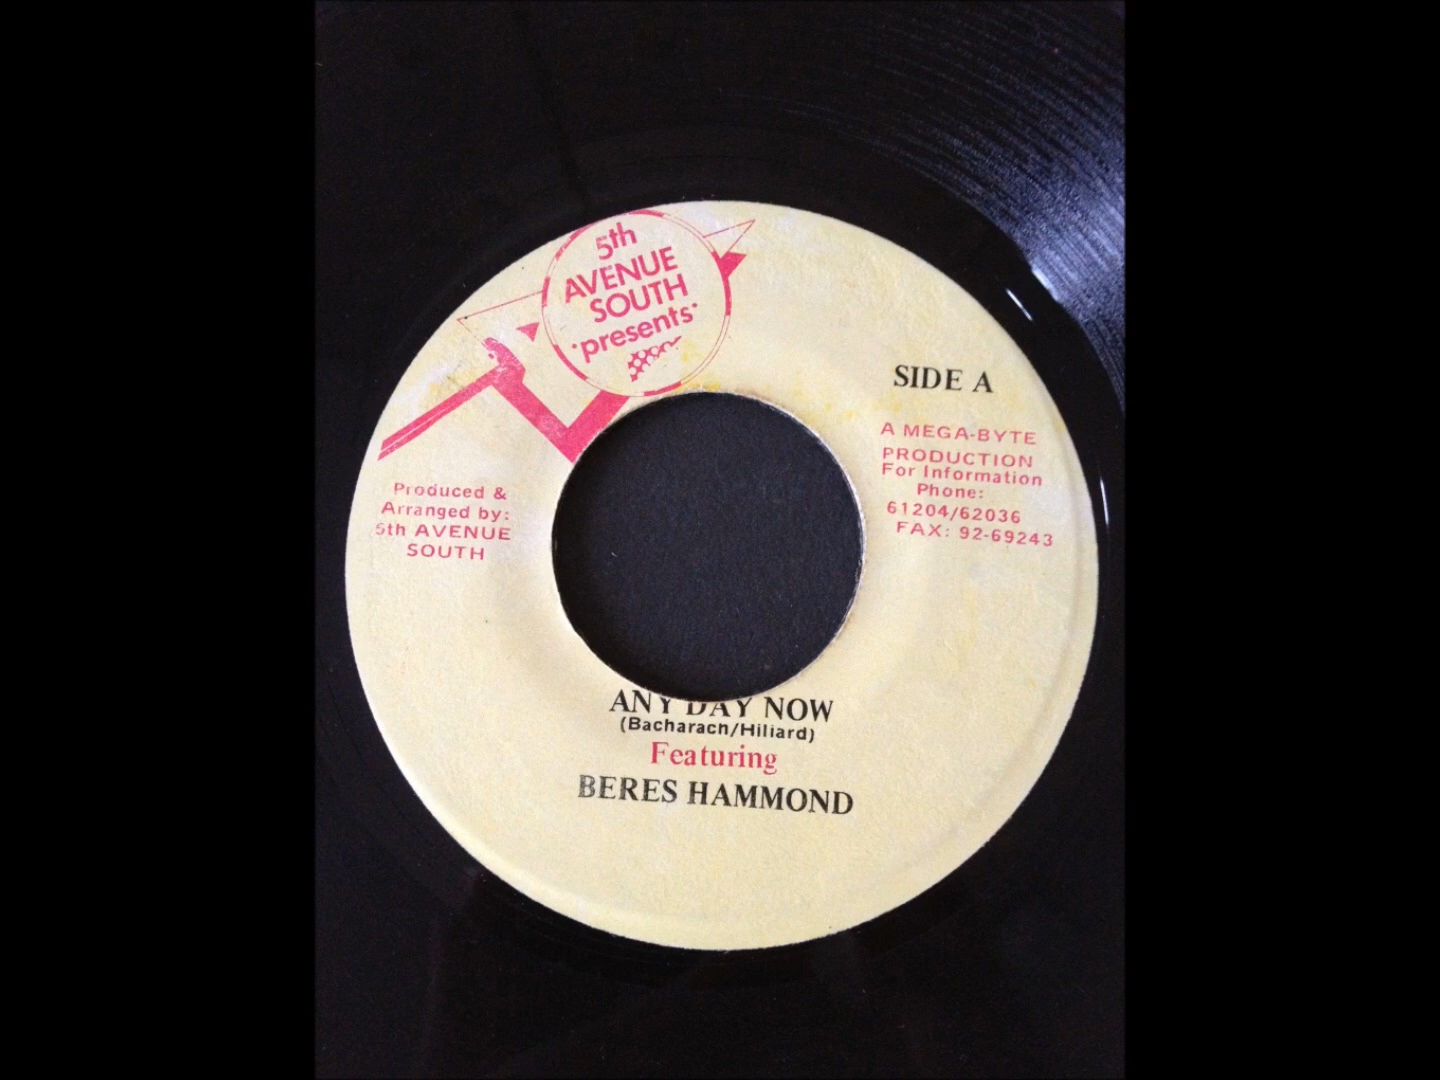 5th
AVENUE
SOUTH
presents
SIDE A
A MEGA-BYTE
PRODUCTION
For Information
Phone:
61204/62036
FAX: 92-69243
Produced &
Arranged by:
5th AVENUE
SOUTH
ANY DAY NOW
(Bacharach/Hiliard)
Featuring
BERES HAMMOND